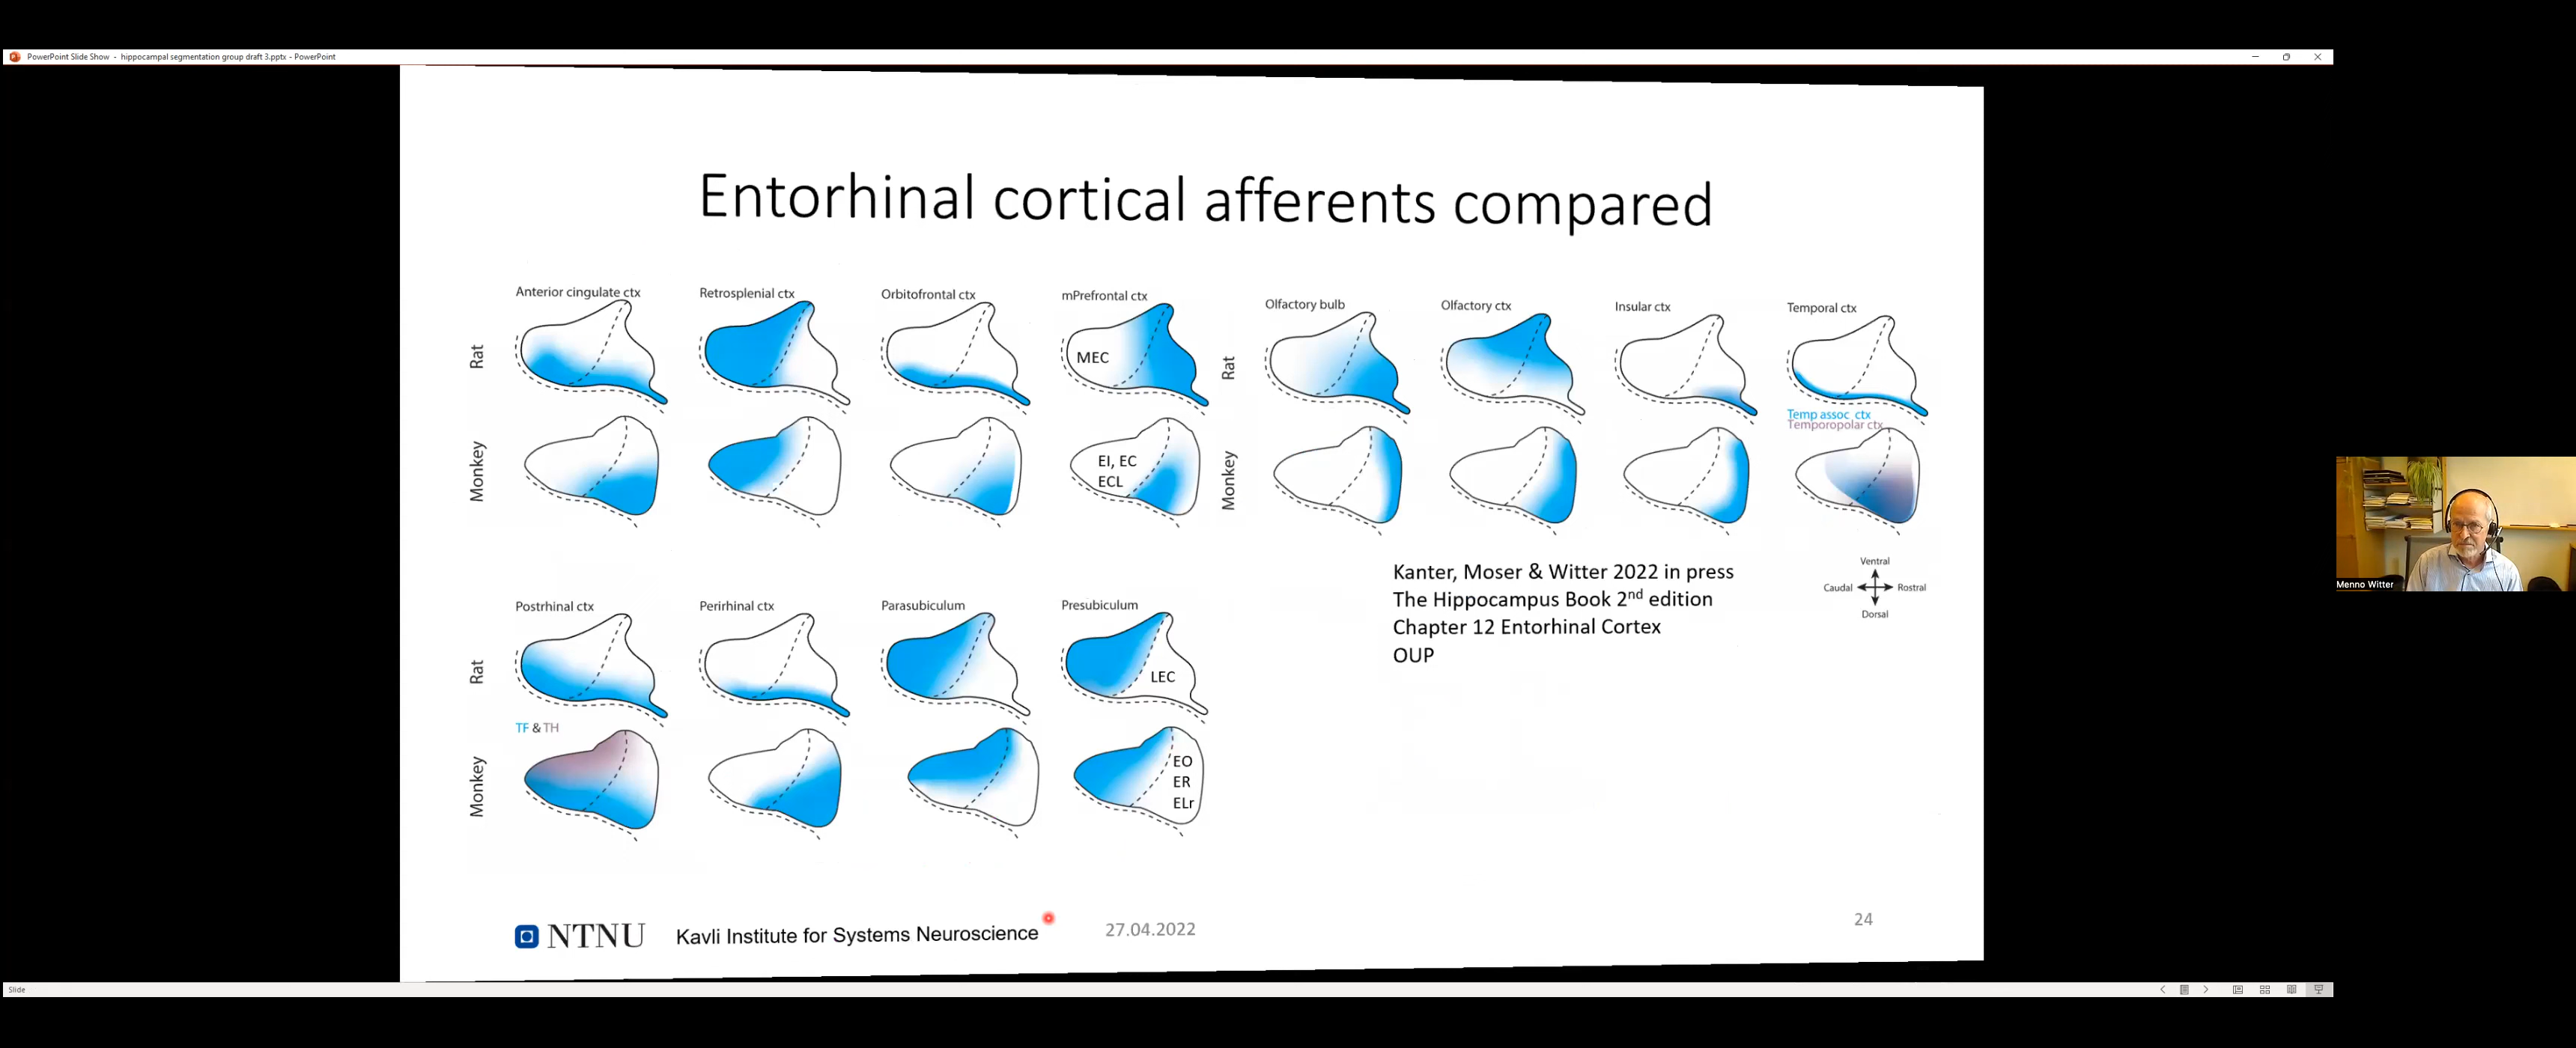 PowerPoint Slide Show - hippocampal segmentation group draft 3.pptx - PowerPoint
Entorhinal cortical afferents compared
Anterior cingulate ctx
Retrosplenial ctx
Orbitofrontal ctx
mPrefrontal ctx
Olfactory bulb
Olfactory ctx
Insular ctx
Temporal ctx
Rat
MEC
Rat
Temp assoc ctx
Temporopolar ctx
Monkey
EI, EC
ECL
Monkey
Kanter, Moser & Witter 2022 in press
The Hippocampus Book 2nd edition
Chapter 12 Entorhinal Cortex
OUP
Ventral
Caudal
Rostral
Dorsal
Postrhinal ctx
Perirhinal ctx
Parasubiculum
Presubiculum
Rat
LEC
TF & TH
Monkey
EO
ER
ELr
NTNU
Kavli Institute for Systems Neuroscience
27.04.2022
24
Menno Witter
Slide